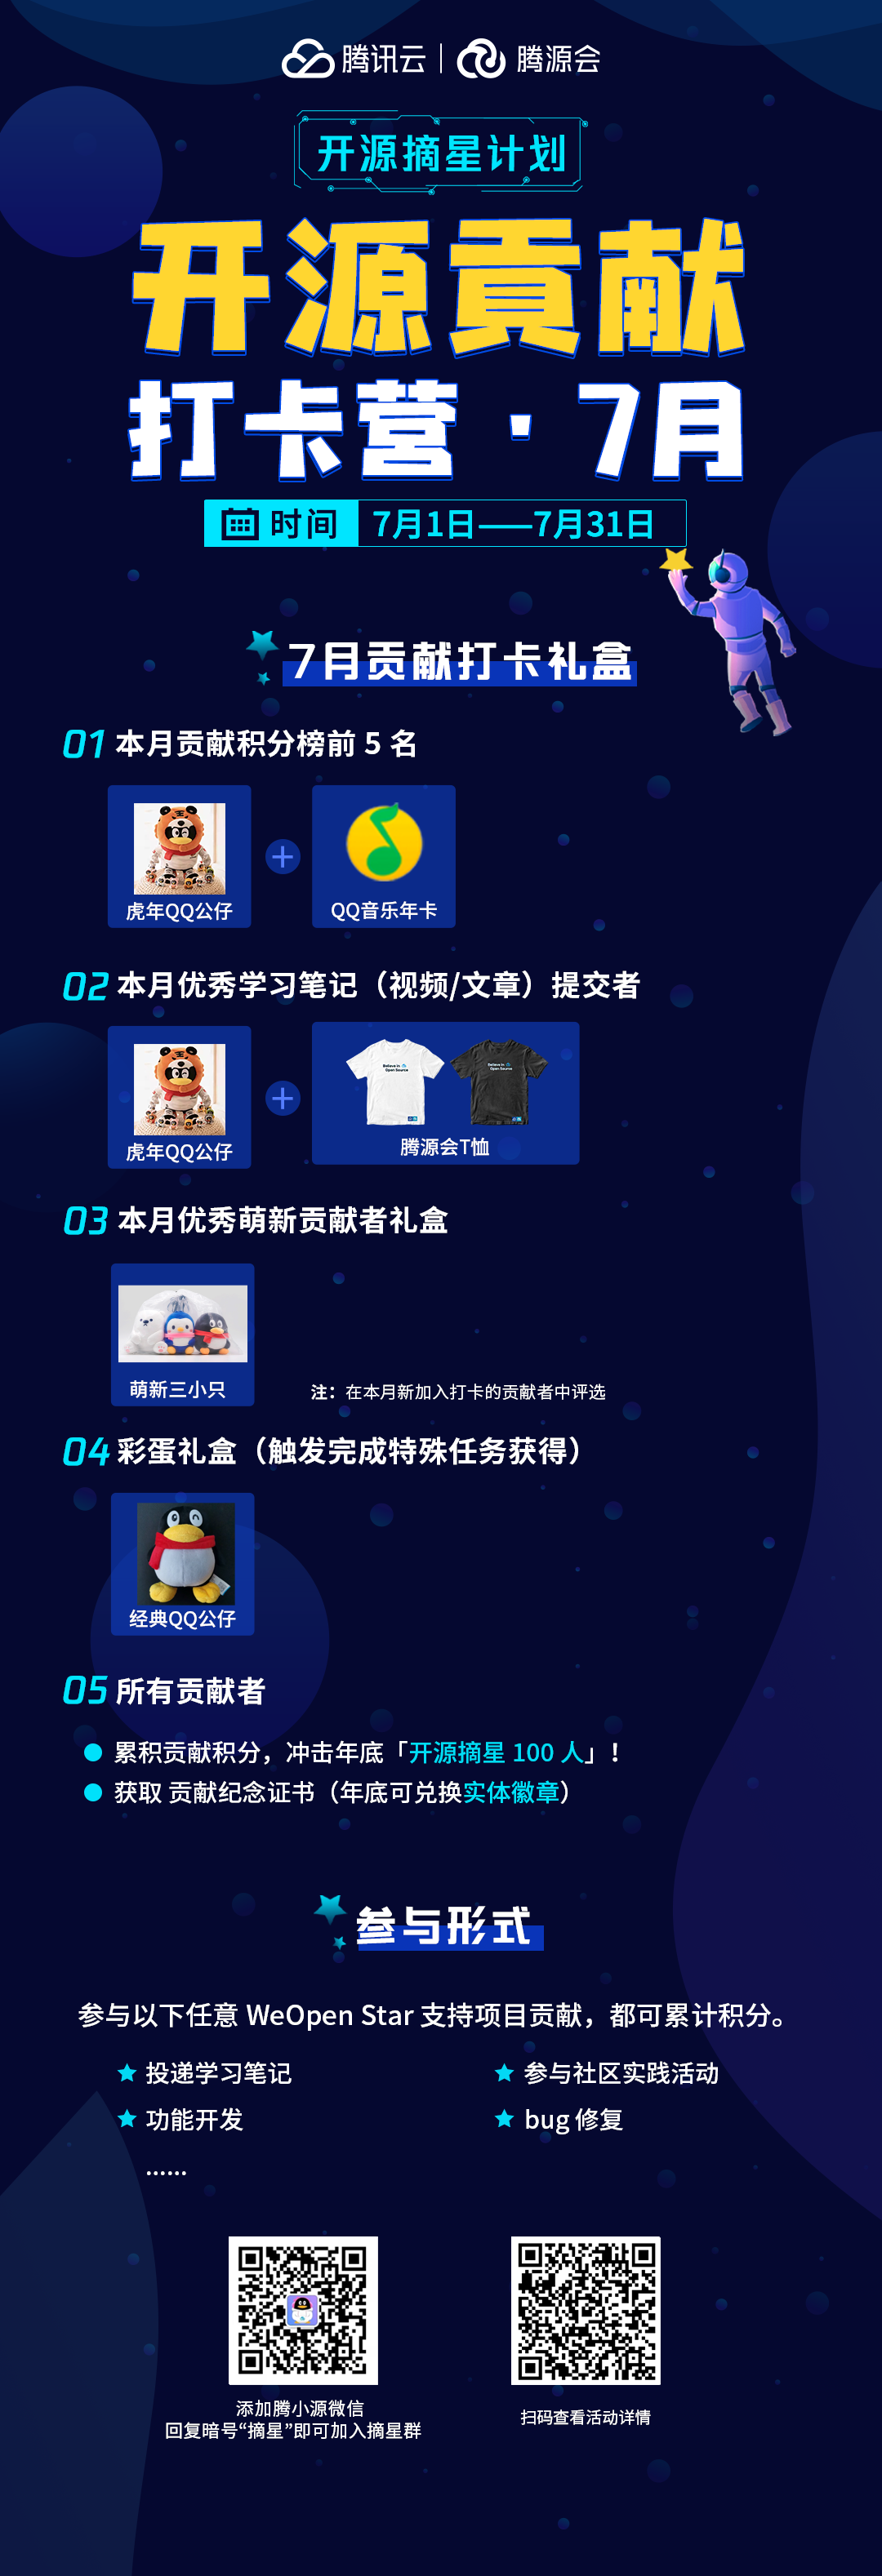 腾讯云 | 腾源会
开源摘星计划
开源貢献
打卡营·7月
时间 7月1日——7月31日
7月贡献打卡礼盒
01 本月贡献积分榜前 5 名
虎年QQ公仔
QQ音乐年卡
02 本月优秀学习笔记（视频/文章）提交者
Believe in
Open Source
Believe in
Open Source
虎年QQ公仔
腾源会T恤
03 本月优秀萌新贡献者礼盒
萌新三小只
注：在本月新加入打卡的贡献者中评选
04 彩蛋礼盒（触发完成特殊任务获得）
经典QQ公仔
05 所有贡献者
累积贡献积分，冲击年底「开源摘星 100 人」！
获取 贡献纪念证书（年底可兑换实体徽章）
参与形式
参与以下任意 WeOpen Star 支持项目贡献，都可累计积分。
投递学习笔记
参与社区实践活动
功能开发
bug 修复
......
添加腾小源微信
回复暗号“摘星”即可加入摘星群
扫码查看活动详情